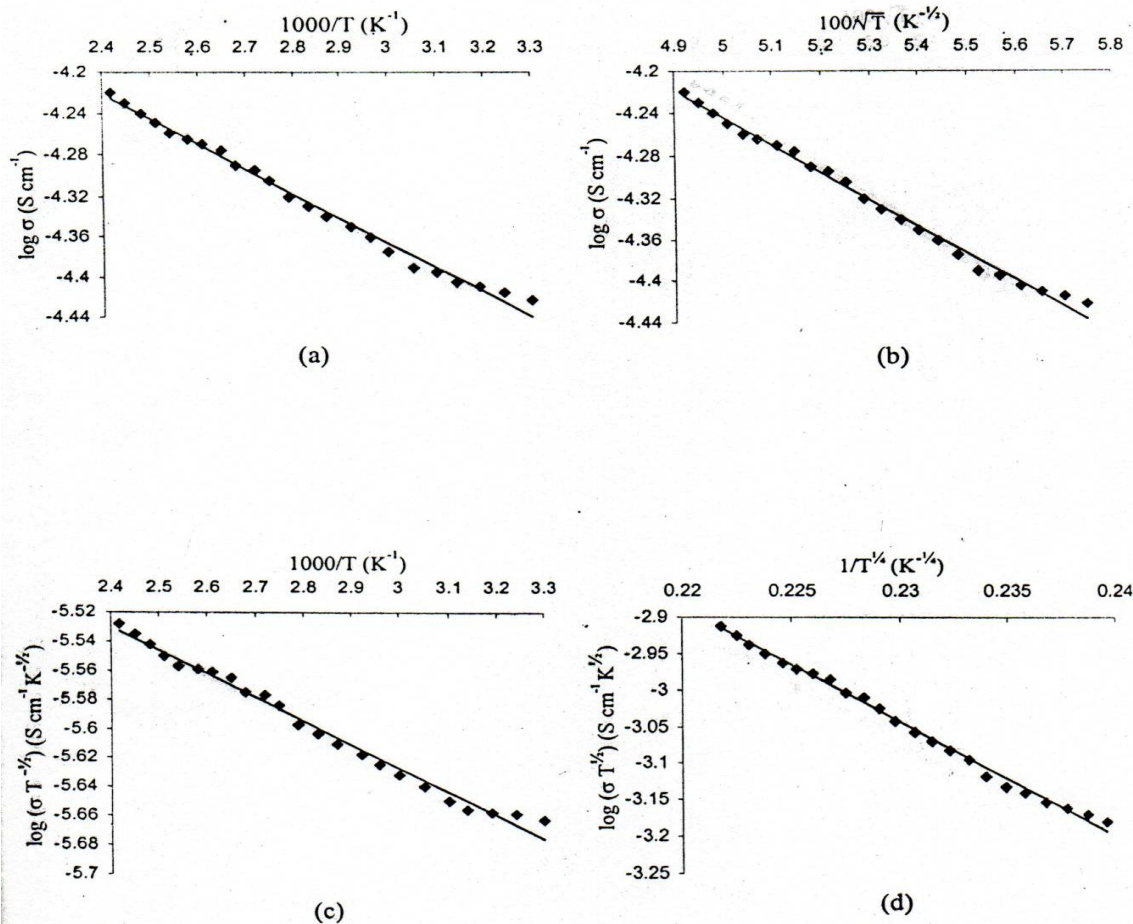 1000/T (K⁻¹)
2.4 2.5 2.6 2.7 2.8 2.9 3 3.1 3.2 3.3
-4.2
-4.24
-4.28
-4.32
-4.36
-4.4
-4.44
log σ (S cm⁻¹)
(a)
100/√T (K⁻½)
4.9 5 5.1 5.2 5.3 5.4 5.5 5.6 5.7 5.8
-4.2
-4.24
-4.28
-4.32
-4.36
-4.4
-4.44
log σ (S cm⁻¹)
(b)
1000/T (K⁻¹)
2.4 2.5 2.6 2.7 2.8 2.9 3 3.1 3.2 3.3
-5.52
-5.54
-5.56
-5.58
-5.6
-5.62
-5.64
-5.66
-5.68
-5.7
log (σ T⁻³⁄²) (S cm⁻¹K⁻³⁄²)
(c)
1/T^¼ (K⁻¼)
0.22 0.225 0.23 0.235 0.24
-2.9
-2.95
-3
-3.05
-3.1
-3.15
-3.2
-3.25
log (σ T^½) (S cm⁻¹ K^½)
(d)